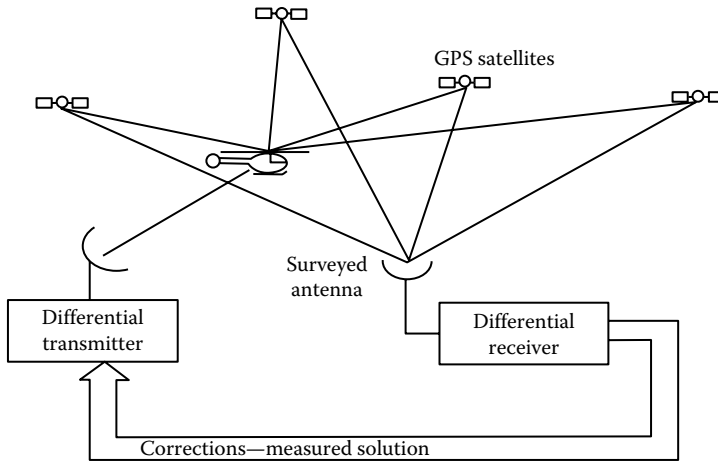 GPS satellites
Surveyed
antenna
Differential
transmitter
Differential
receiver
Corrections—measured solution